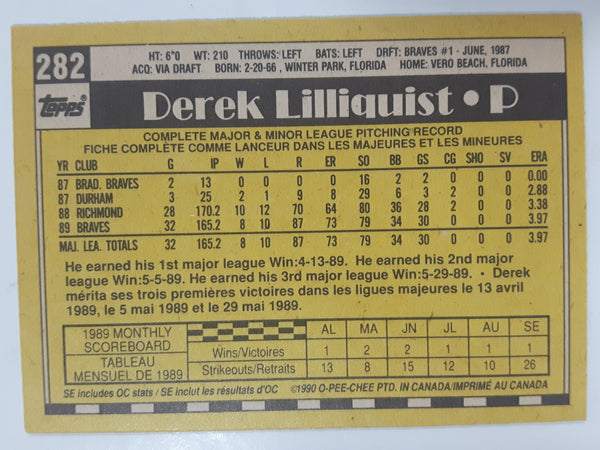 282
HT: 6"0 WT: 210 THROWS: LEFT BATS: LEFT DRFT: BRAVES #1 - JUNE, 1987
ACQ: VIA DRAFT BORN: 2-20-66, WINTER PARK, FLORIDA HOME: VERO BEACH, FLORIDA
Topps®
Derek Lilliquist • P
COMPLETE MAJOR & MINOR LEAGUE PITCHING RECORD
FICHE COMPLÈTE COMME LANCEUR DANS LES MAJEURES ET LES MINEURES
YR CLUB G IP W L R ER SO BB GS CG SHO SV ERA
87 BRAD. BRAVES 2 13 0 0 0 0 16 2 2 0 0 0 0.00
87 DURHAM 3 25 2 1 9 8 29 6 3 2 0 0 2.88
88 RICHMOND 28 170.2 10 12 70 64 80 36 28 2 0 0 3.38
89 BRAVES 32 165.2 8 10 87 73 79 34 30 0 0 0 3.97
MAJ. LEA. TOTALS 32 165.2 8 10 87 73 79 34 30 0 0 0 3.97
He earned his 1st major league Win:4-13-89. He earned his 2nd major
league Win:5-5-89. He earned his 3rd major league Win:5-29-89. • Derek
mérita ses trois premières victoires dans les ligues majeures le 13 avril
1989, le 5 mai 1989 et le 29 mai 1989.
1989 MONTHLY SCOREBOARD AL MA JN JL AU SE
TABLEAU MENSUEL DE 1989
Wins/Victoires 1 2 2 1 1 1
Strikeouts/Retraits 13 8 15 12 10 26
SE includes OC stats / SE inclut les résultats d'OC ©1990 O-PEE-CHEE PTD. IN CANADA/IMPRIMÉ AU CANADA